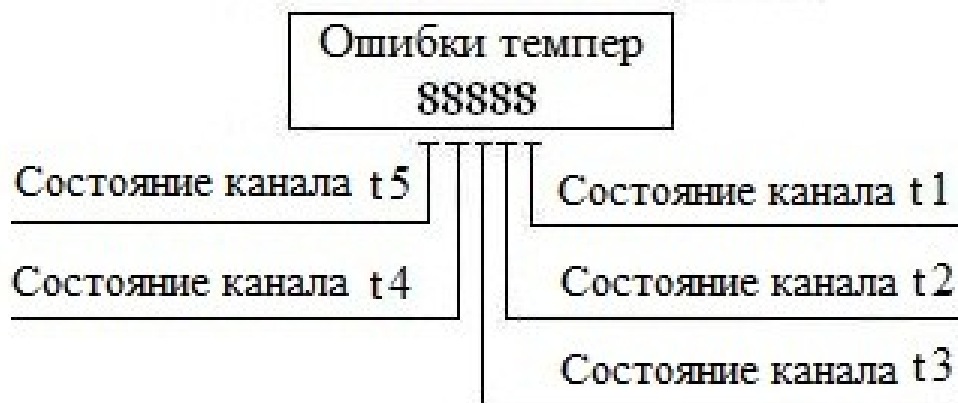 Ошибки темпер
88888
Состояние канала t5
Состояние канала t1
Состояние канала t4
Состояние канала t2
Состояние канала t3